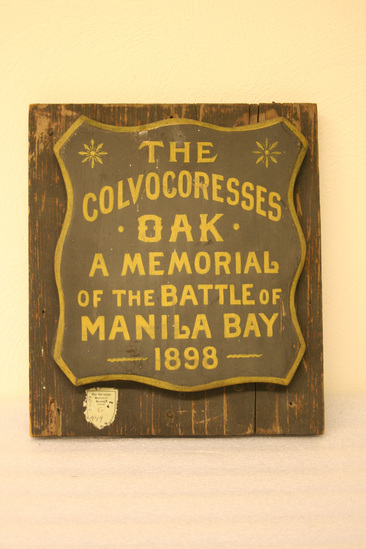 THE
COLVOCORESSES
· OAK ·
A MEMORIAL
OF THE BATTLE OF
MANILA BAY
1898